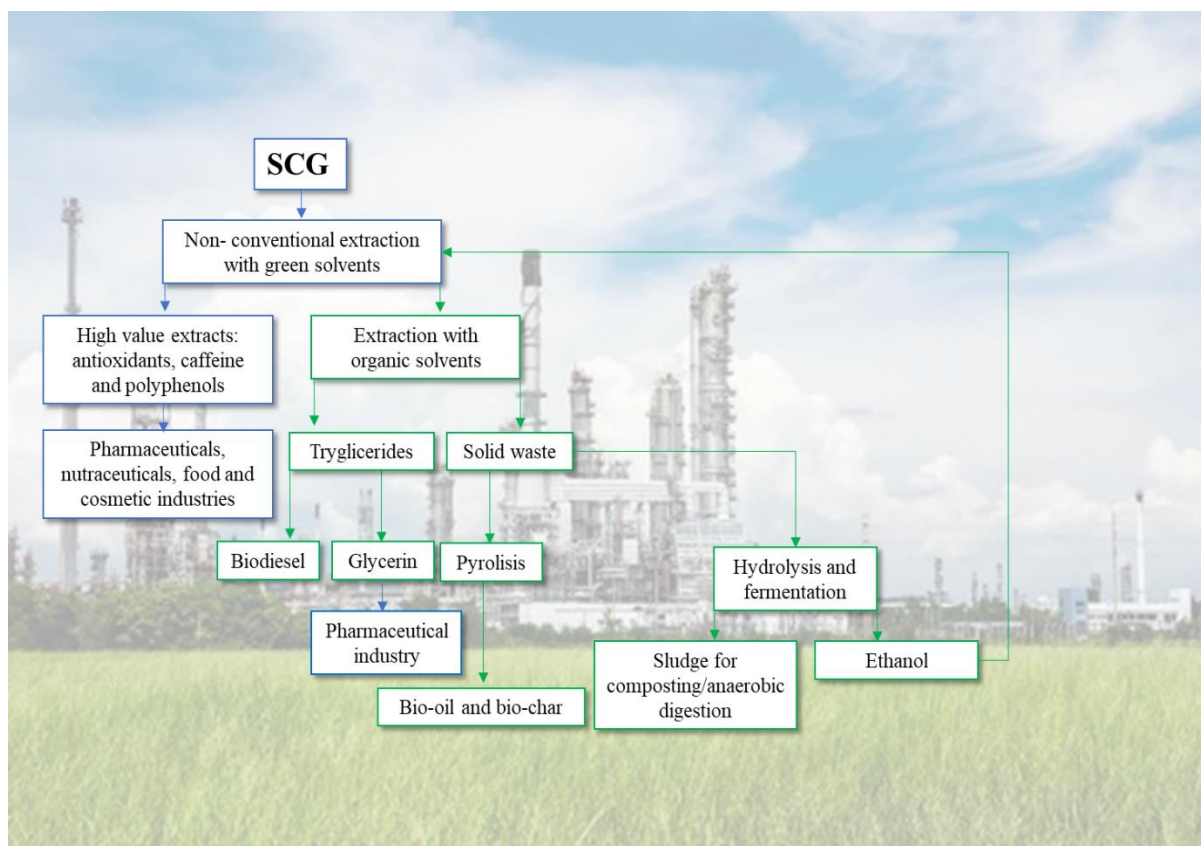 SCG
Non- conventional extraction
with green solvents
High value extracts:
antioxidants, caffeine
and polyphenols
Extraction with
organic solvents
Pharmaceuticals,
nutraceuticals, food and
cosmetic industries
Tryglicerides
Solid waste
Biodiesel
Glycerin
Pyrolisis
Hydrolysis and
fermentation
Pharmaceutical
industry
Sludge for
composting/anaerobic
digestion
Ethanol
Bio-oil and bio-char